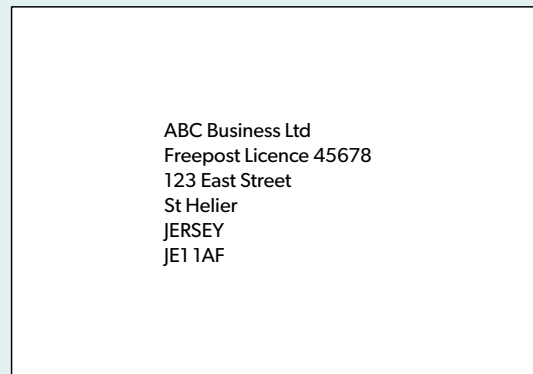 ABC Business Ltd
Freepost Licence 45678
123 East Street
St Helier
JERSEY
JE1 1AF